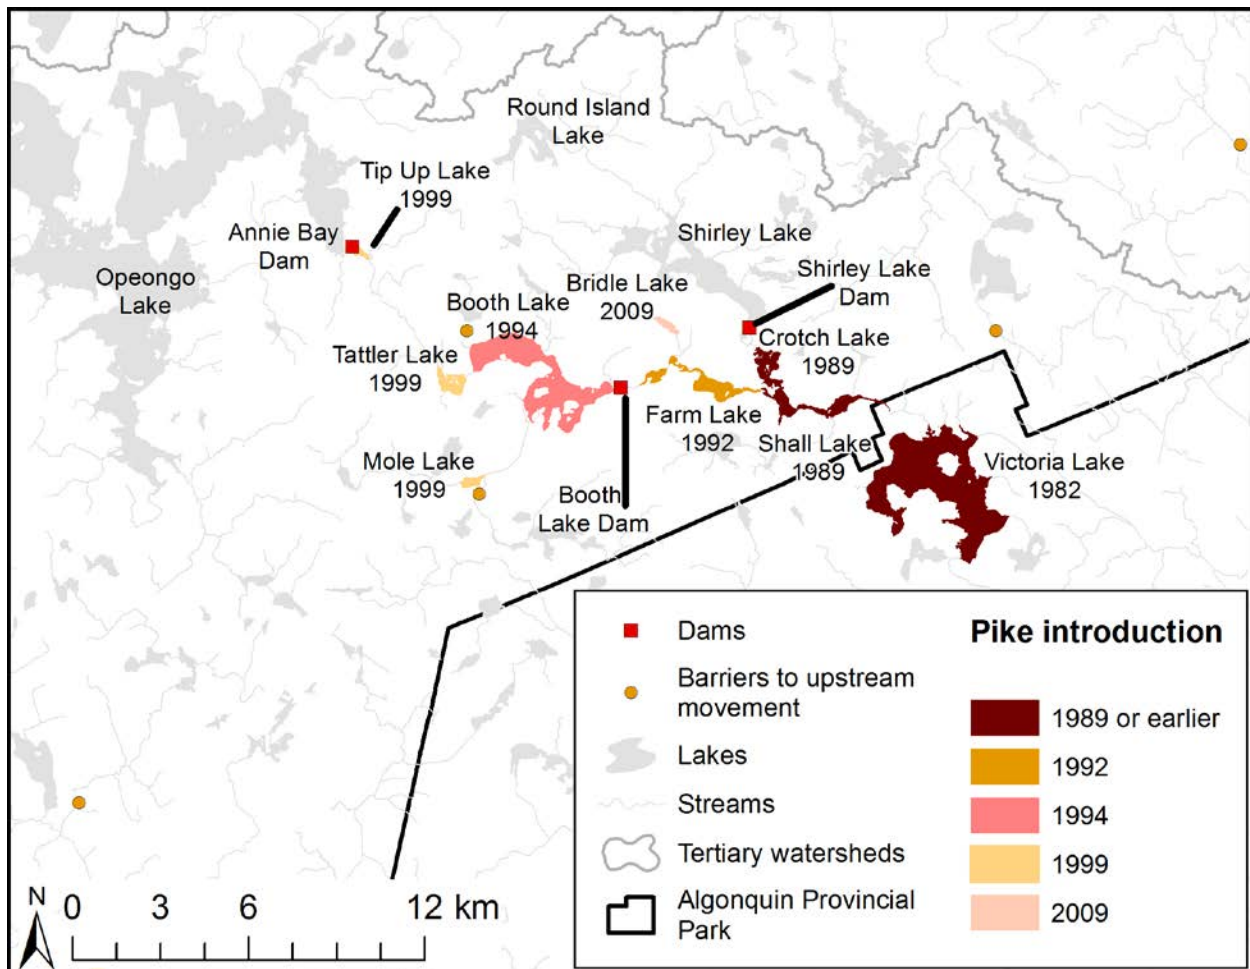 Round Island
Lake
Tip Up Lake
1999
Annie Bay
Dam
Shirley Lake
Opeongo
Lake
Bridle Lake
2009
Shirley Lake
Dam
Booth Lake
1994
Crotch Lake
1989
Tattler Lake
1999
Farm Lake
1992
Shall Lake
1989
Victoria Lake
1982
Mole Lake
1999
Booth
Lake Dam
Dams
Barriers to upstream
movement
Lakes
Streams
Tertiary watersheds
Algonquin Provincial
Park
Pike introduction
1989 or earlier
1992
1994
1999
2009
N
0 3 6 12 km